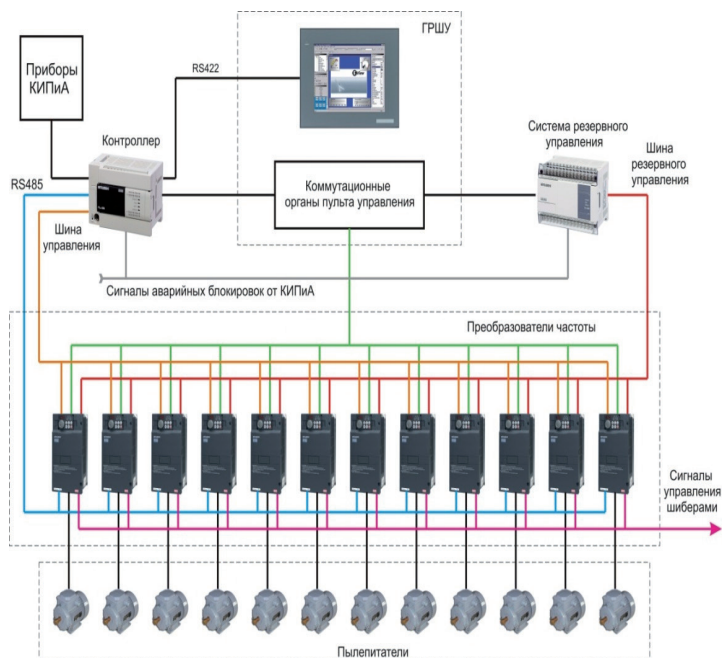 ГРШУ
Приборы
КИПиА
RS422
Контроллер
Система резервного
управления
Шина
резервного
управления
RS485
Коммутационные
органы пульта управления
Шина
управления
Сигналы аварийных блокировок от КИПиА
Преобразователи частоты
Сигналы
управления
шиберами
Пылепитатели